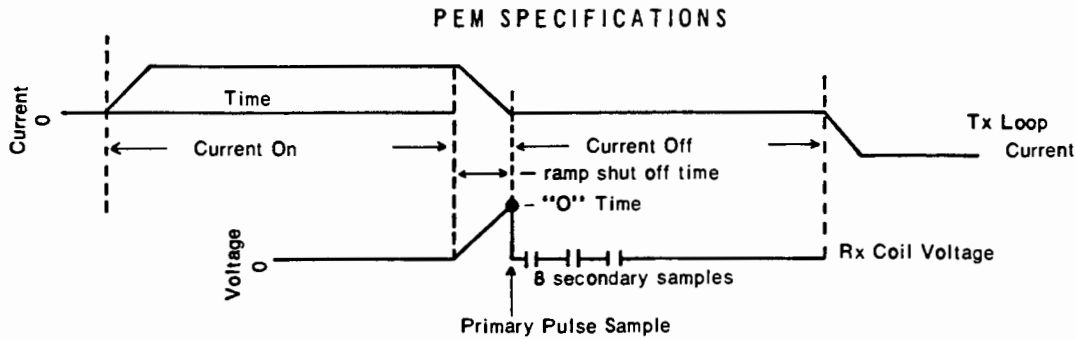 PEM SPECIFICATIONS
Current
0
Time
Current On
Current Off
Tx Loop
Current
– ramp shut off time
– "O" Time
Voltage
0
8 secondary samples
Rx Coil Voltage
Primary Pulse Sample